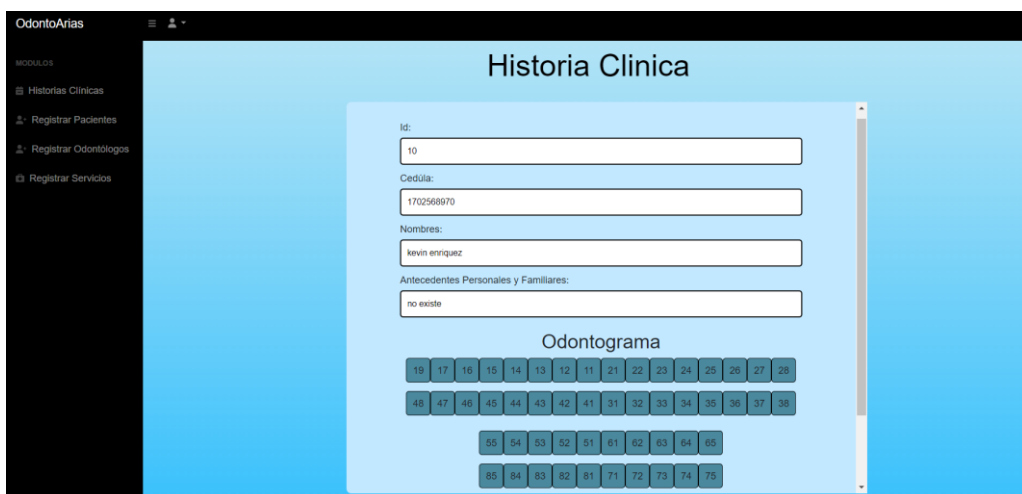 OdontoArias
MODULOS
Historias Clínicas
Registrar Pacientes
Registrar Odontólogos
Registrar Servicios
Historia Clinica
Id:
10
Cedúla:
1702568970
Nombres:
kevin enriquez
Antecedentes Personales y Familiares:
no existe
Odontograma
19 17 16 15 14 13 12 11 21 22 23 24 25 26 27 28
48 47 46 45 44 43 42 41 31 32 33 34 35 36 37 38
55 54 53 52 51 61 62 63 64 65
85 84 83 82 81 71 72 73 74 75